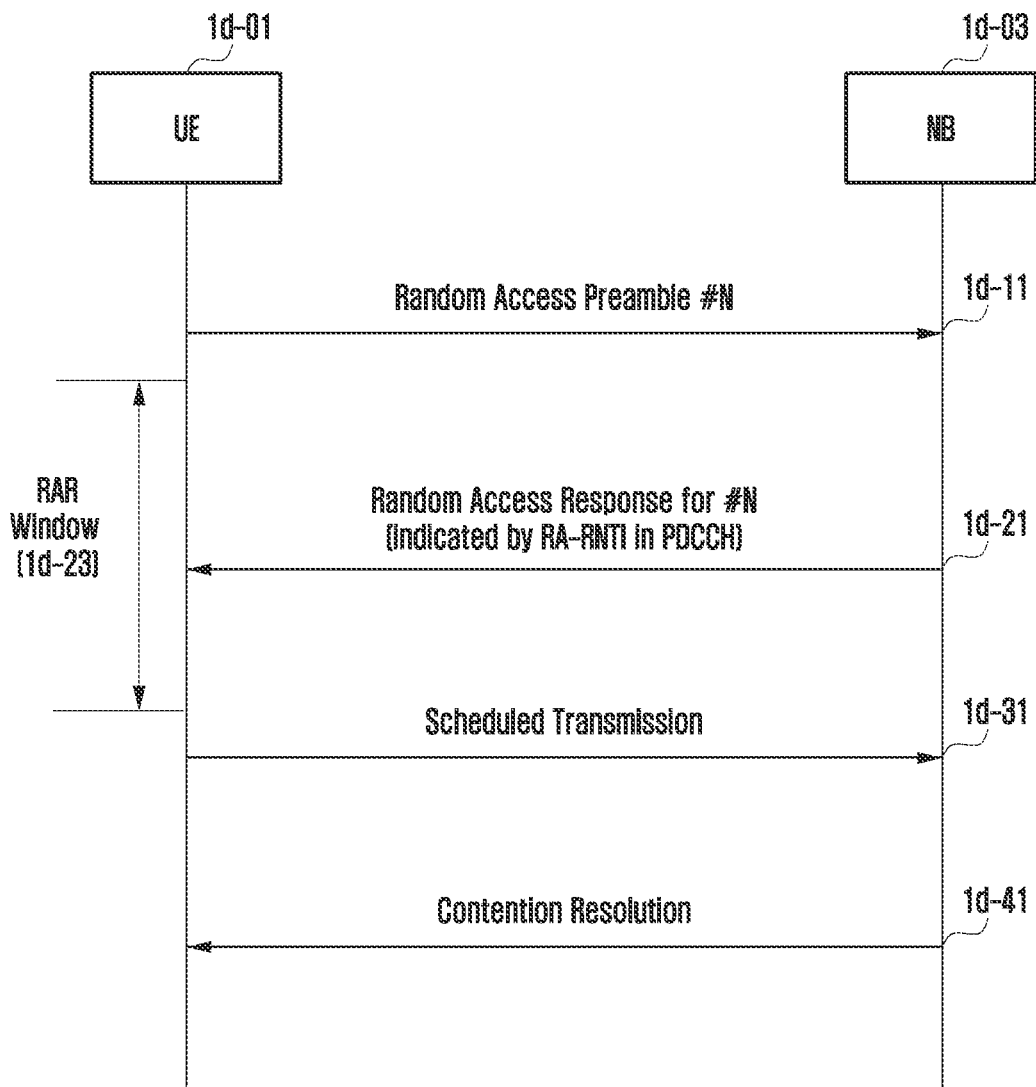 1d-01
1d-03
UE
NB
1d-11
Random Access Preamble #N
RAR
Window
(1d-23)
Random Access Response for #N
(Indicated by RA-RNTI in PDCCH)
1d-21
Scheduled Transmission
1d-31
Contention Resolution
1d-41